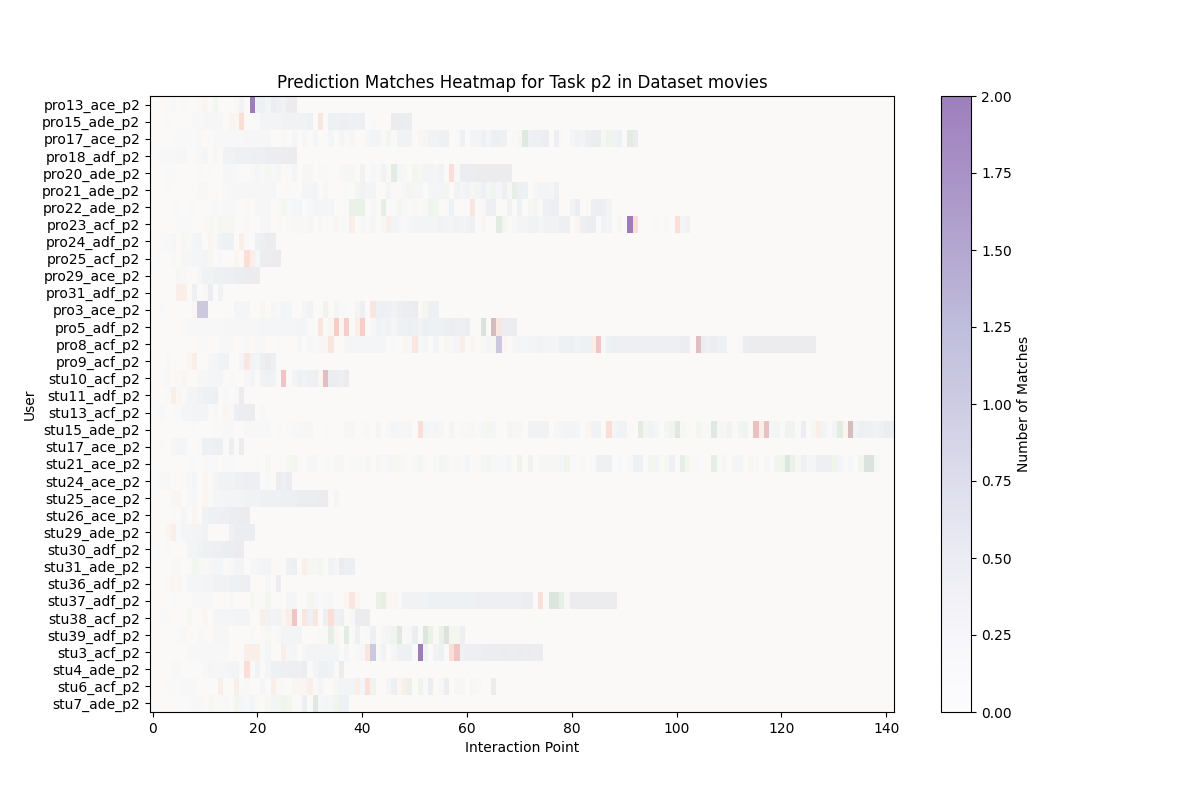 Prediction Matches Heatmap for Task p2 in Dataset movies
pro13_ace_p2
pro15_ade_p2
pro17_ace_p2
pro18_adf_p2
pro20_ade_p2
pro21_ade_p2
pro22_ade_p2
pro23_acf_p2
pro24_adf_p2
pro25_acf_p2
pro29_ace_p2
pro31_adf_p2
pro3_ace_p2
pro5_adf_p2
pro8_acf_p2
pro9_acf_p2
stu10_acf_p2
stu11_adf_p2
stu13_acf_p2
stu15_ade_p2
stu17_ace_p2
stu21_ace_p2
stu24_ace_p2
stu25_ace_p2
stu26_ace_p2
stu29_ade_p2
stu30_adf_p2
stu31_ade_p2
stu36_adf_p2
stu37_adf_p2
stu38_acf_p2
stu39_adf_p2
stu3_acf_p2
stu4_ade_p2
stu6_acf_p2
stu7_ade_p2
User
0 20 40 60 80 100 120 140
Interaction Point
2.00
1.75
1.50
1.25
1.00
0.75
0.50
0.25
0.00
Number of Matches